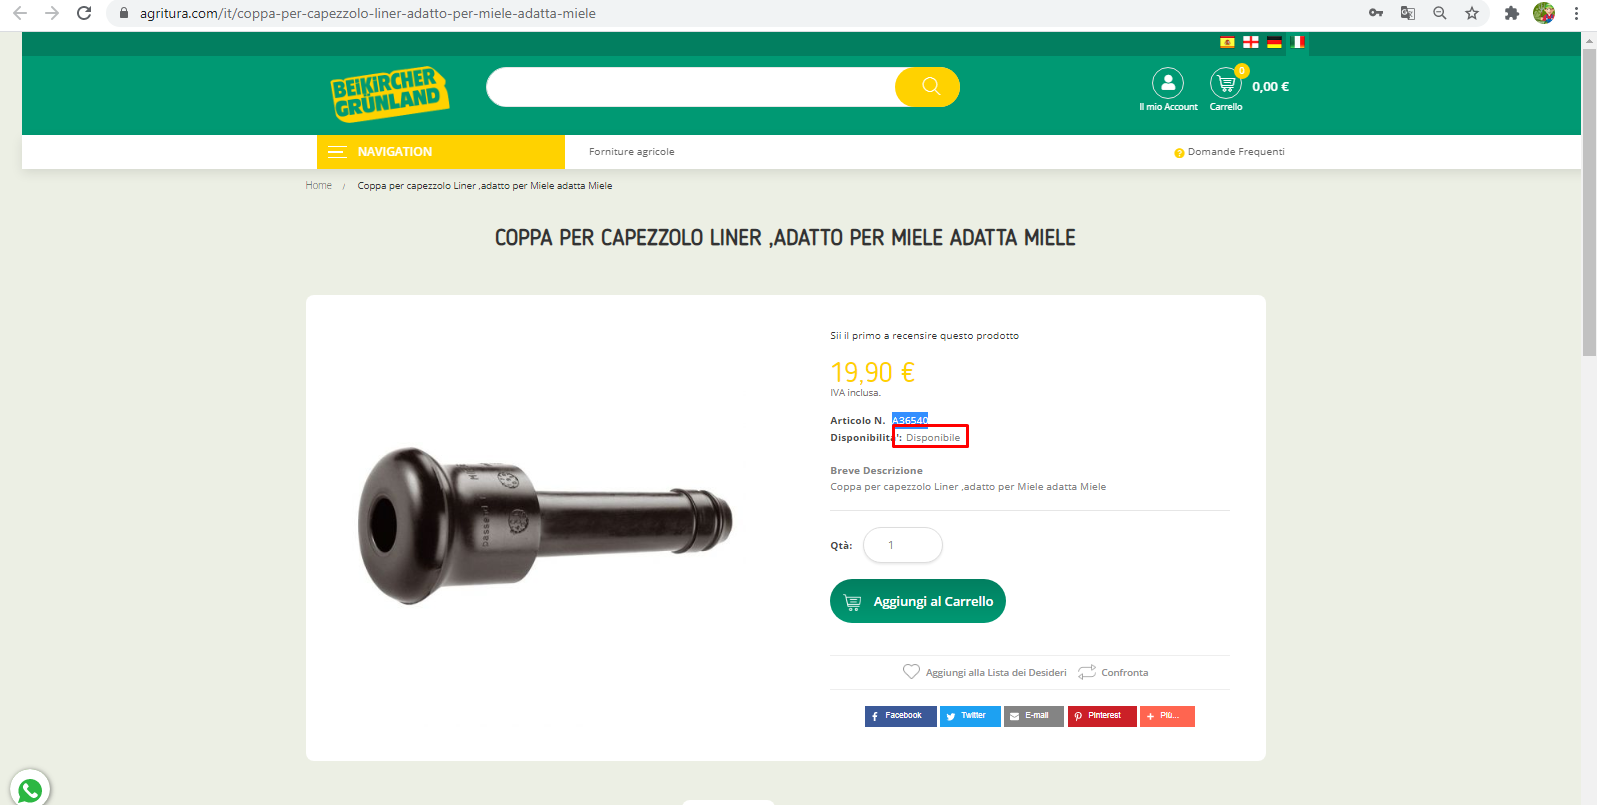 agritura.com/it/coppa-per-capezzolo-liner-adatto-per-miele-adatta-miele
BEIKIRCHER
GRÜNLAND
0
0,00 €
Il mio Account
Carrello
NAVIGATION
Forniture agricole
? Domande Frequenti
Home / Coppa per capezzolo Liner ,adatto per Miele adatta Miele
COPPA PER CAPEZZOLO LINER ,ADATTO PER MIELE ADATTA MIELE
Sii il primo a recensire questo prodotto
19,90 €
IVA inclusa.
Articolo N. A36540
Disponibilita': Disponibile
Breve Descrizione
Coppa per capezzolo Liner ,adatto per Miele adatta Miele
Qtà: 1
Aggiungi al Carrello
Aggiungi alla Lista dei Desideri
Confronta
Facebook
Twitter
E-mail
Pinterest
Più...